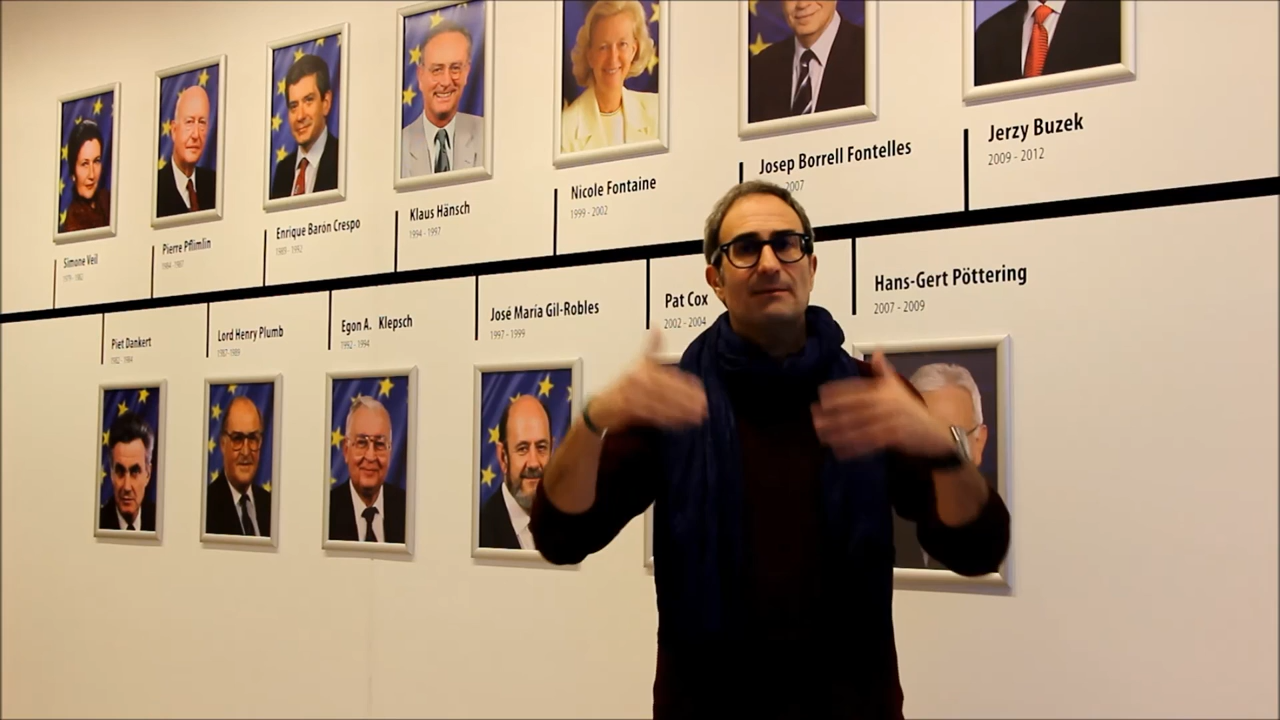 Simone Veil
1979 - 1982
Pierre Pflimlin
1984 - 1987
Enrique Barón Crespo
1989 - 1992
Klaus Hänsch
1994 - 1997
Nicole Fontaine
1999 - 2002
Josep Borrell Fontelles
2007
Jerzy Buzek
2009 - 2012
Piet Dankert
1982 - 1984
Lord Henry Plumb
1987-1989
Egon A. Klepsch
1992 - 1994
José María Gil-Robles
1997 - 1999
Pat Cox
2002 - 2004
Hans-Gert Pöttering
2007 - 2009